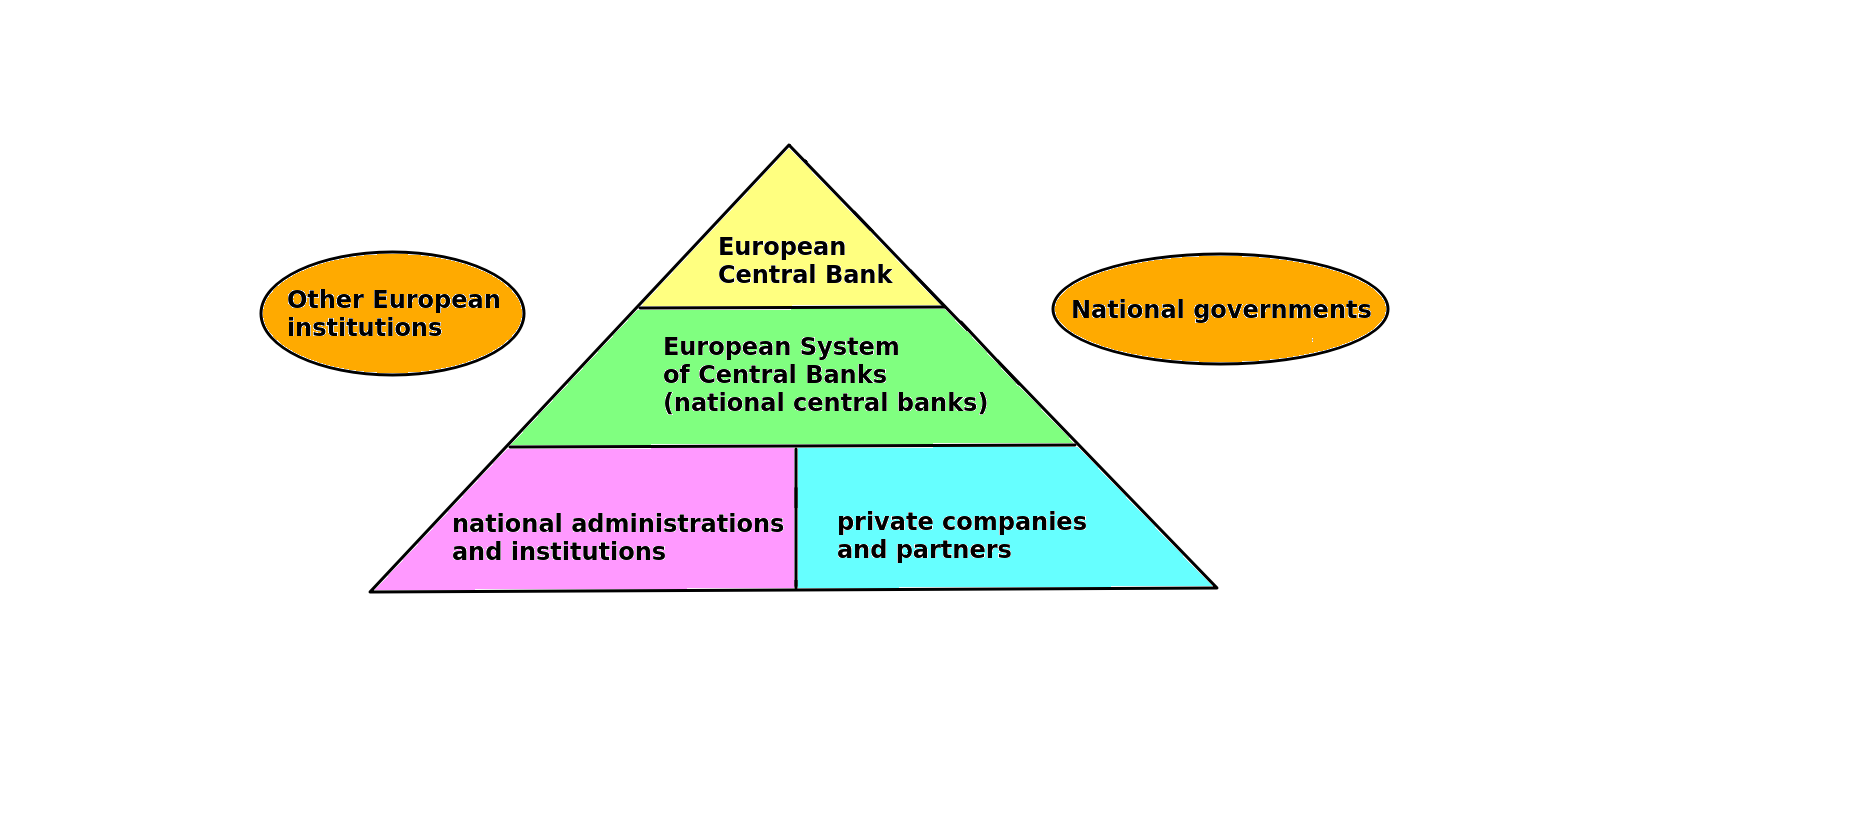 European
Central Bank
Other European
institutions
National governments
European System
of Central Banks
(national central banks)
national administrations
and institutions
private companies
and partners